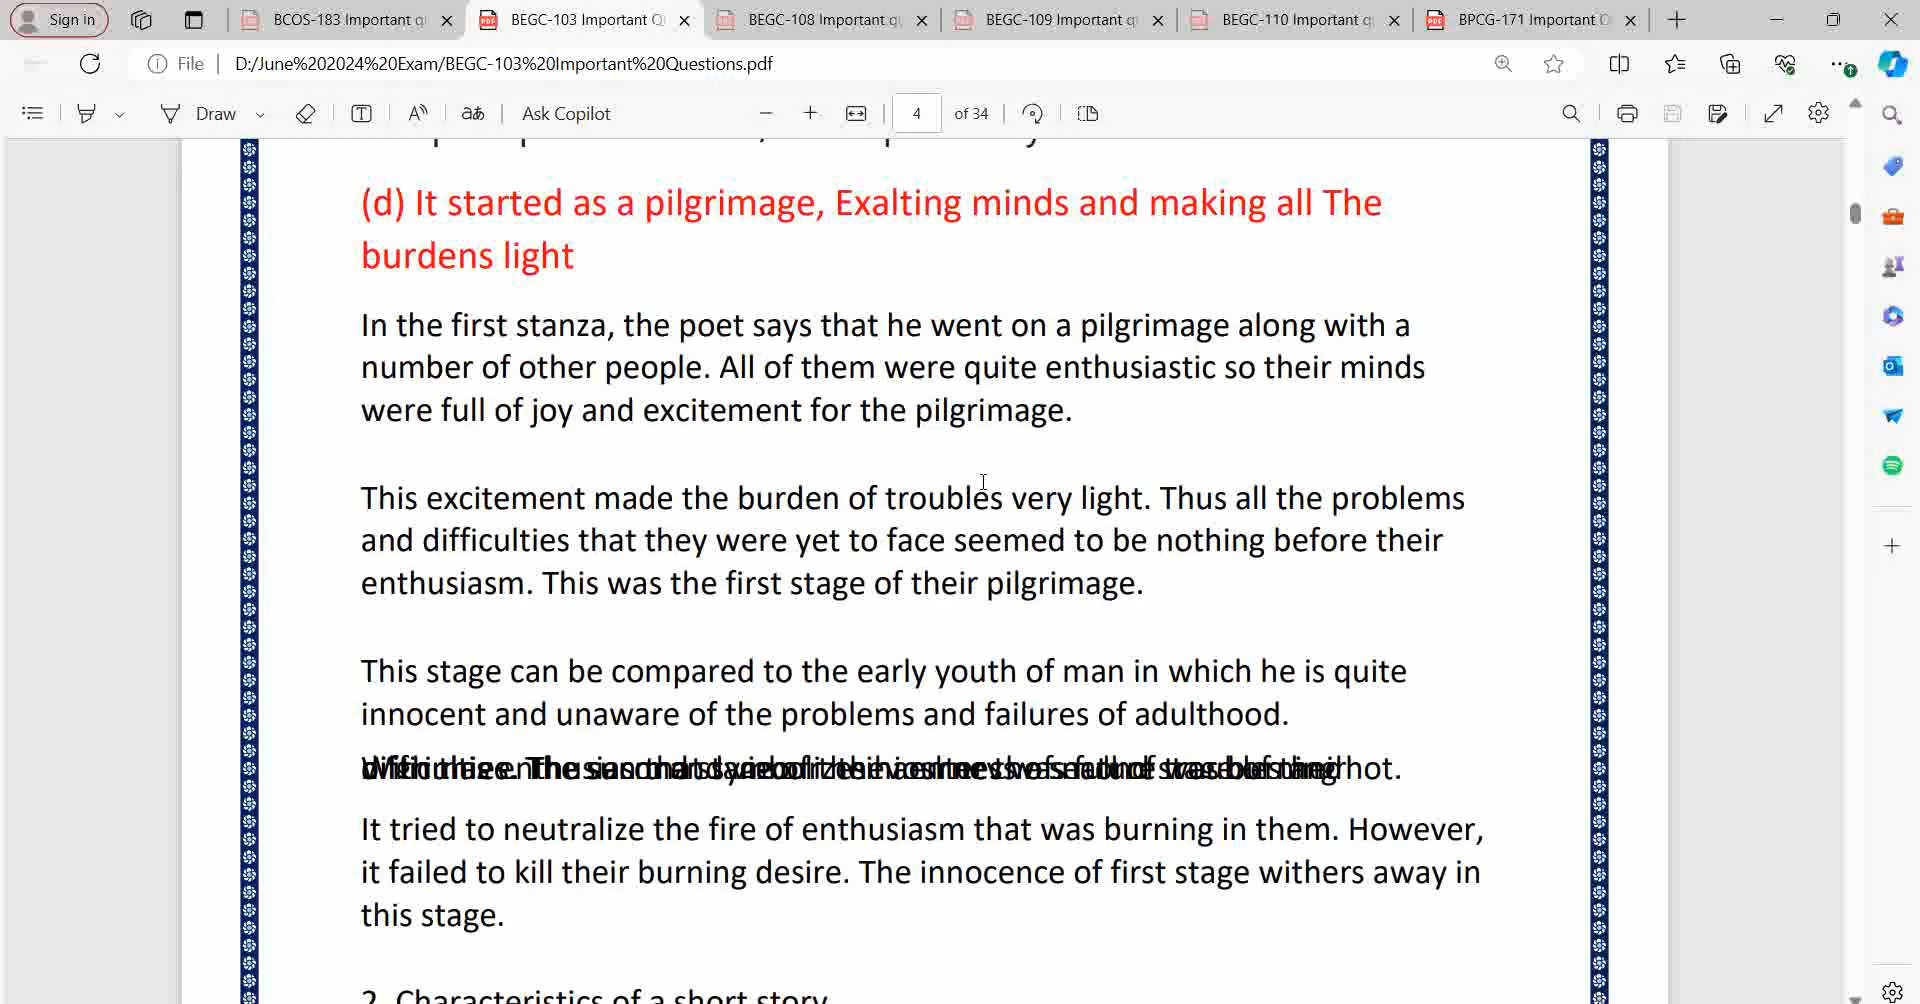 Sign in
BCOS-183 Important q
BEGC-103 Important Q
BEGC-108 Important q
BEGC-109 Important q
BEGC-110 Important q
BPCG-171 Important
File
D:/June%202024%20Exam/BEGC-103%20Important%20Questions.pdf
Draw
Ask Copilot
4 of 34
(d) It started as a pilgrimage, Exalting minds and making all The
burdens light
In the first stanza, the poet says that he went on a pilgrimage along with a
number of other people. All of them were quite enthusiastic so their minds
were full of joy and excitement for the pilgrimage.
This excitement made the burden of troubles very light. Thus all the problems
and difficulties that they were yet to face seemed to be nothing before their
enthusiasm. This was the first stage of their pilgrimage.
This stage can be compared to the early youth of man in which he is quite
innocent and unaware of the problems and failures of adulthood.
hot.
It tried to neutralize the fire of enthusiasm that was burning in them. However,
it failed to kill their burning desire. The innocence of first stage withers away in
this stage.
2. Characteristics of a short story